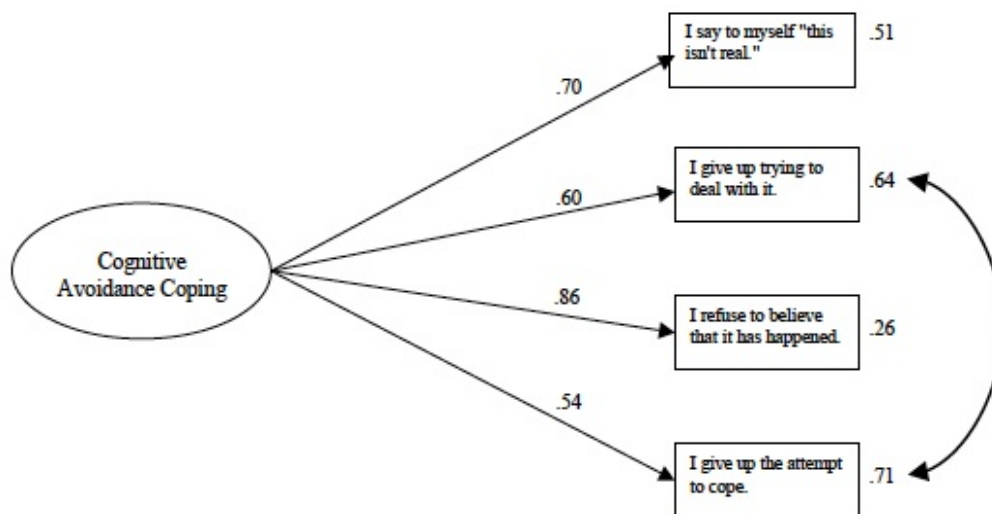 I say to myself "this
isn't real."
.51
.70
I give up trying to
deal with it.
.64
.60
Cognitive
Avoidance Coping
.86
I refuse to believe
that it has happened.
.26
.54
I give up the attempt
to cope.
.71